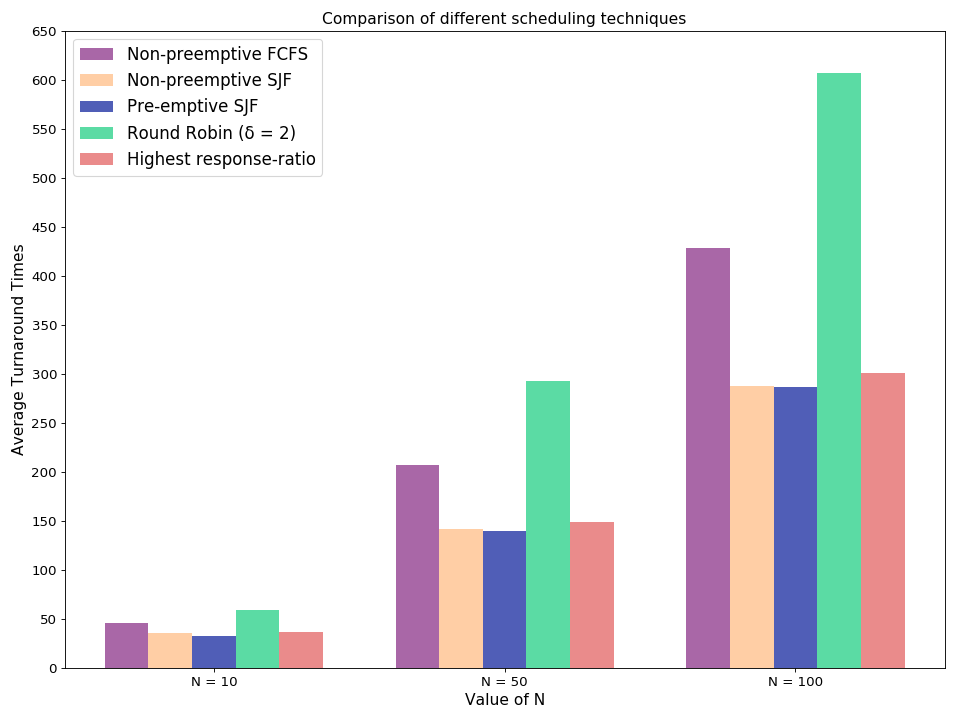 Comparison of different scheduling techniques
Non-preemptive FCFS
Non-preemptive SJF
Pre-emptive SJF
Round Robin (δ = 2)
Highest response-ratio
Average Turnaround Times
650
600
550
500
450
400
350
300
250
200
150
100
50
0
N = 10
N = 50
N = 100
Value of N